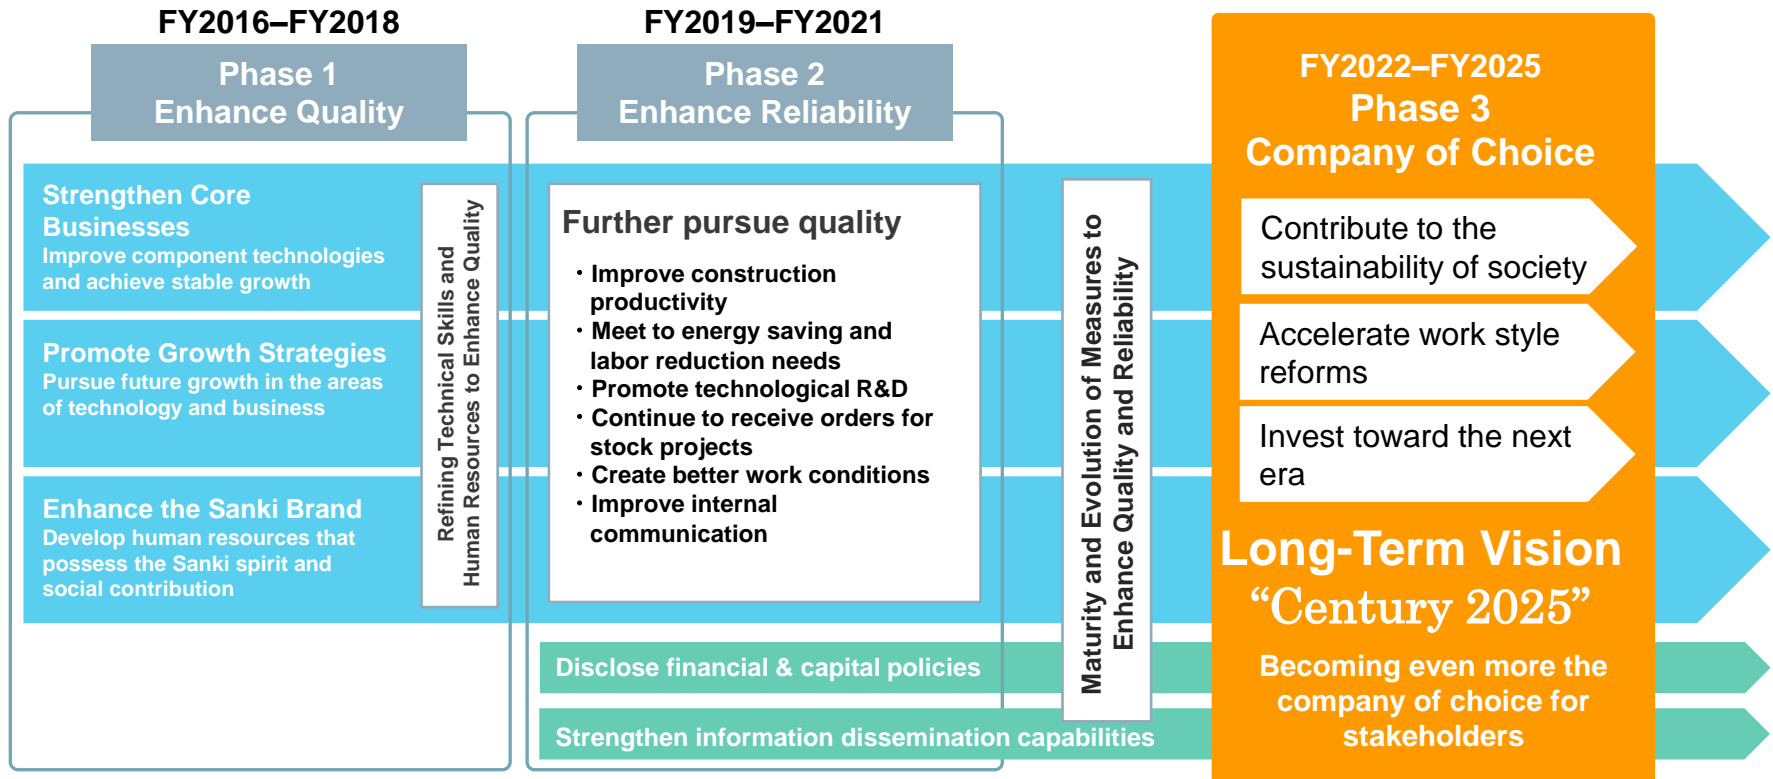 FY2016–FY2018
Phase 1
Enhance Quality
Strengthen Core
Businesses
Improve component technologies
and achieve stable growth
Promote Growth Strategies
Pursue future growth in the areas
of technology and business
Enhance the Sanki Brand
Develop human resources that
possess the Sanki spirit and
social contribution
Refining Technical Skills and
Human Resources to Enhance Quality
FY2019–FY2021
Phase 2
Enhance Reliability
Further pursue quality
・Improve construction
productivity
・Meet to energy saving and
labor reduction needs
・Promote technological R&D
・Continue to receive orders for
stock projects
・Create better work conditions
・Improve internal
communication
Disclose financial & capital policies
Strengthen information dissemination capabilities
Maturity and Evolution of Measures to
Enhance Quality and Reliability
FY2022–FY2025
Phase 3
Company of Choice
Contribute to the
sustainability of society
Accelerate work style
reforms
Invest toward the next
era
Long-Term Vision
“Century 2025”
Becoming even more the
company of choice for
stakeholders